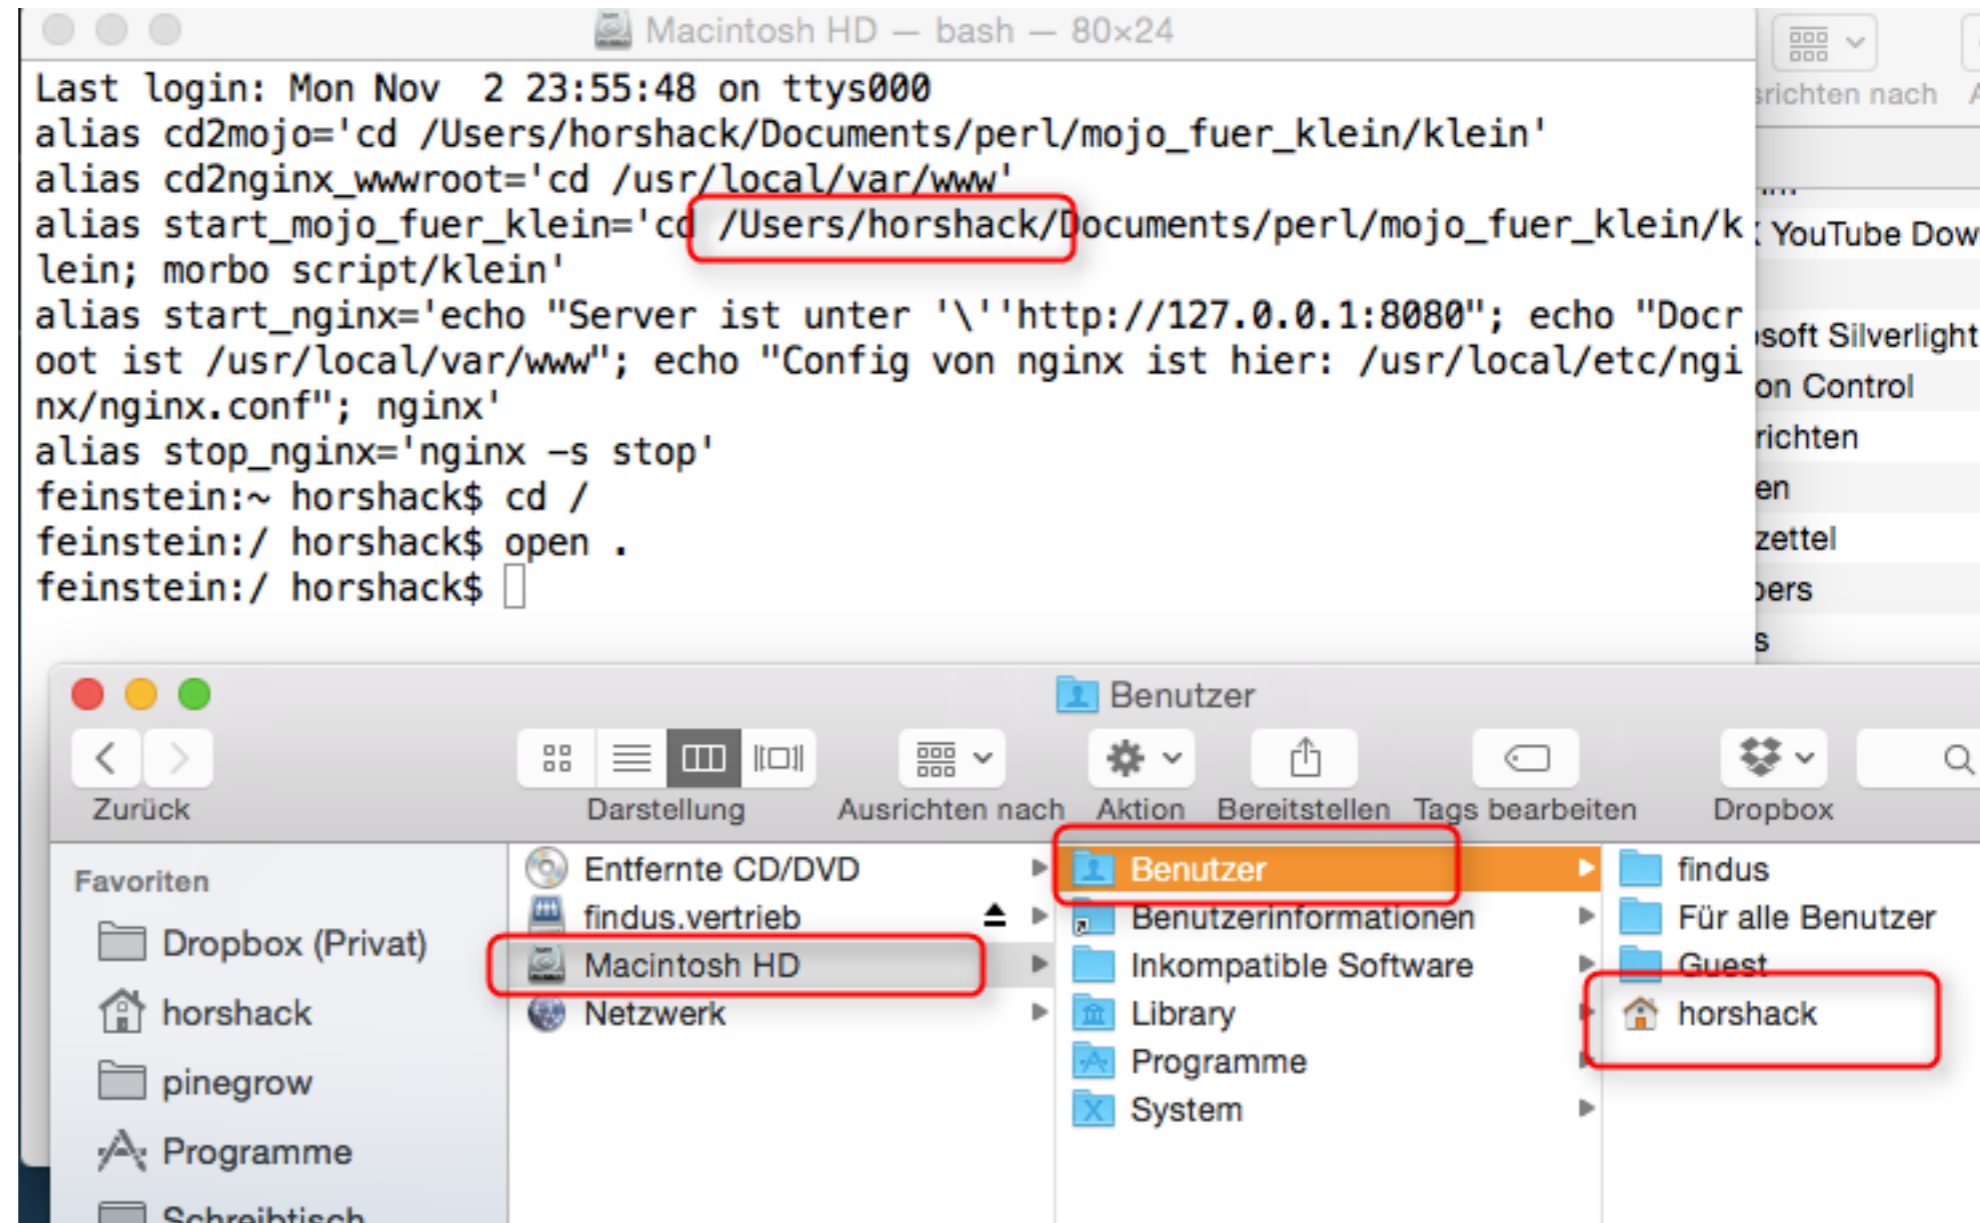 Macintosh HD — bash — 80×24
Last login: Mon Nov  2 23:55:48 on ttys000
alias cd2mojo='cd /Users/horshack/Documents/perl/mojo_fuer_klein/klein'
alias cd2nginx_wwwroot='cd /usr/local/var/www'
alias start_mojo_fuer_klein='cd /Users/horshack/Documents/perl/mojo_fuer_klein/k
lein; morbo script/klein'
alias start_nginx='echo "Server ist unter '\''http://127.0.0.1:8080"; echo "Docr
oot ist /usr/local/var/www"; echo "Config von nginx ist hier: /usr/local/etc/ngi
nx/nginx.conf"; nginx'
alias stop_nginx='nginx -s stop'
feinstein:~ horshack$ cd /
feinstein:/ horshack$ open .
feinstein:/ horshack$
srichten nach
YouTube Dow
osoft Silverlight
on Control
richten
en
zettel
bers
s
Benutzer
Zurück
Darstellung
Ausrichten nach
Aktion
Bereitstellen
Tags bearbeiten
Dropbox
Favoriten
Dropbox (Privat)
horshack
pinegrow
Programme
Schreibtisch
Entfernte CD/DVD
findus.vertrieb
Macintosh HD
Netzwerk
Benutzer
Benutzerinformationen
Inkompatible Software
Library
Programme
System
findus
Für alle Benutzer
Guest
horshack